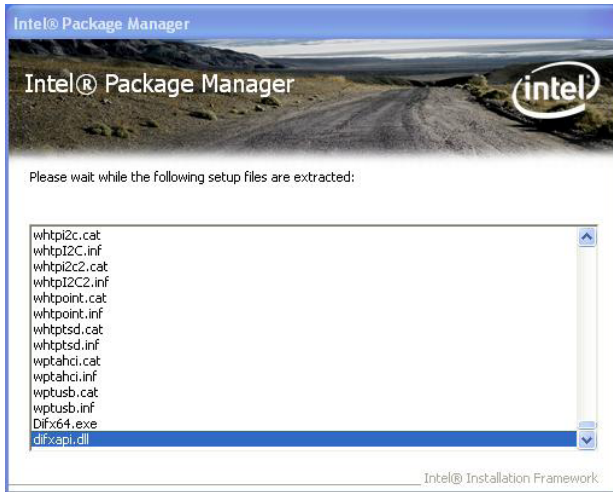 Intel® Package Manager
Intel® Package Manager
intel
Please wait while the following setup files are extracted:
whtpi2c.cat
whtpI2C.inf
whtpi2c2.cat
whtpI2C2.inf
whtpoint.cat
whtpoint.inf
whtptsd.cat
whtptsd.inf
wptahci.cat
wptahci.inf
wptusb.cat
wptusb.inf
Difx64.exe
difxapi.dll
Intel® Installation Framework